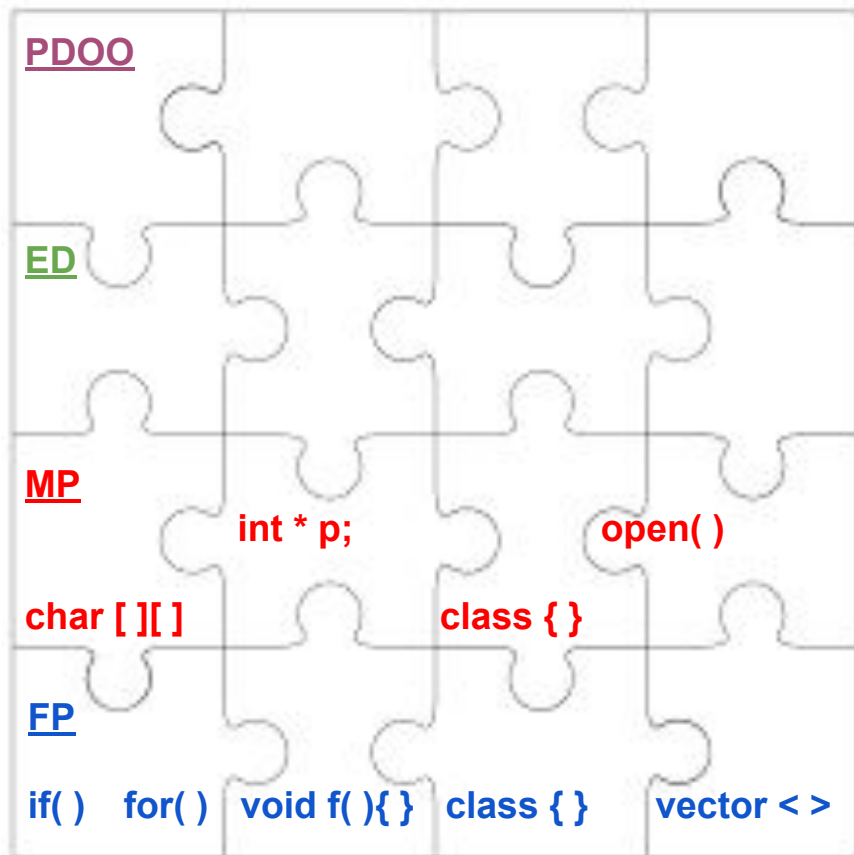 PDOO
ED
MP
int * p; open( )
char [ ][ ] class { }
FP
if( ) for( ) void f( ){ } class { } vector < >